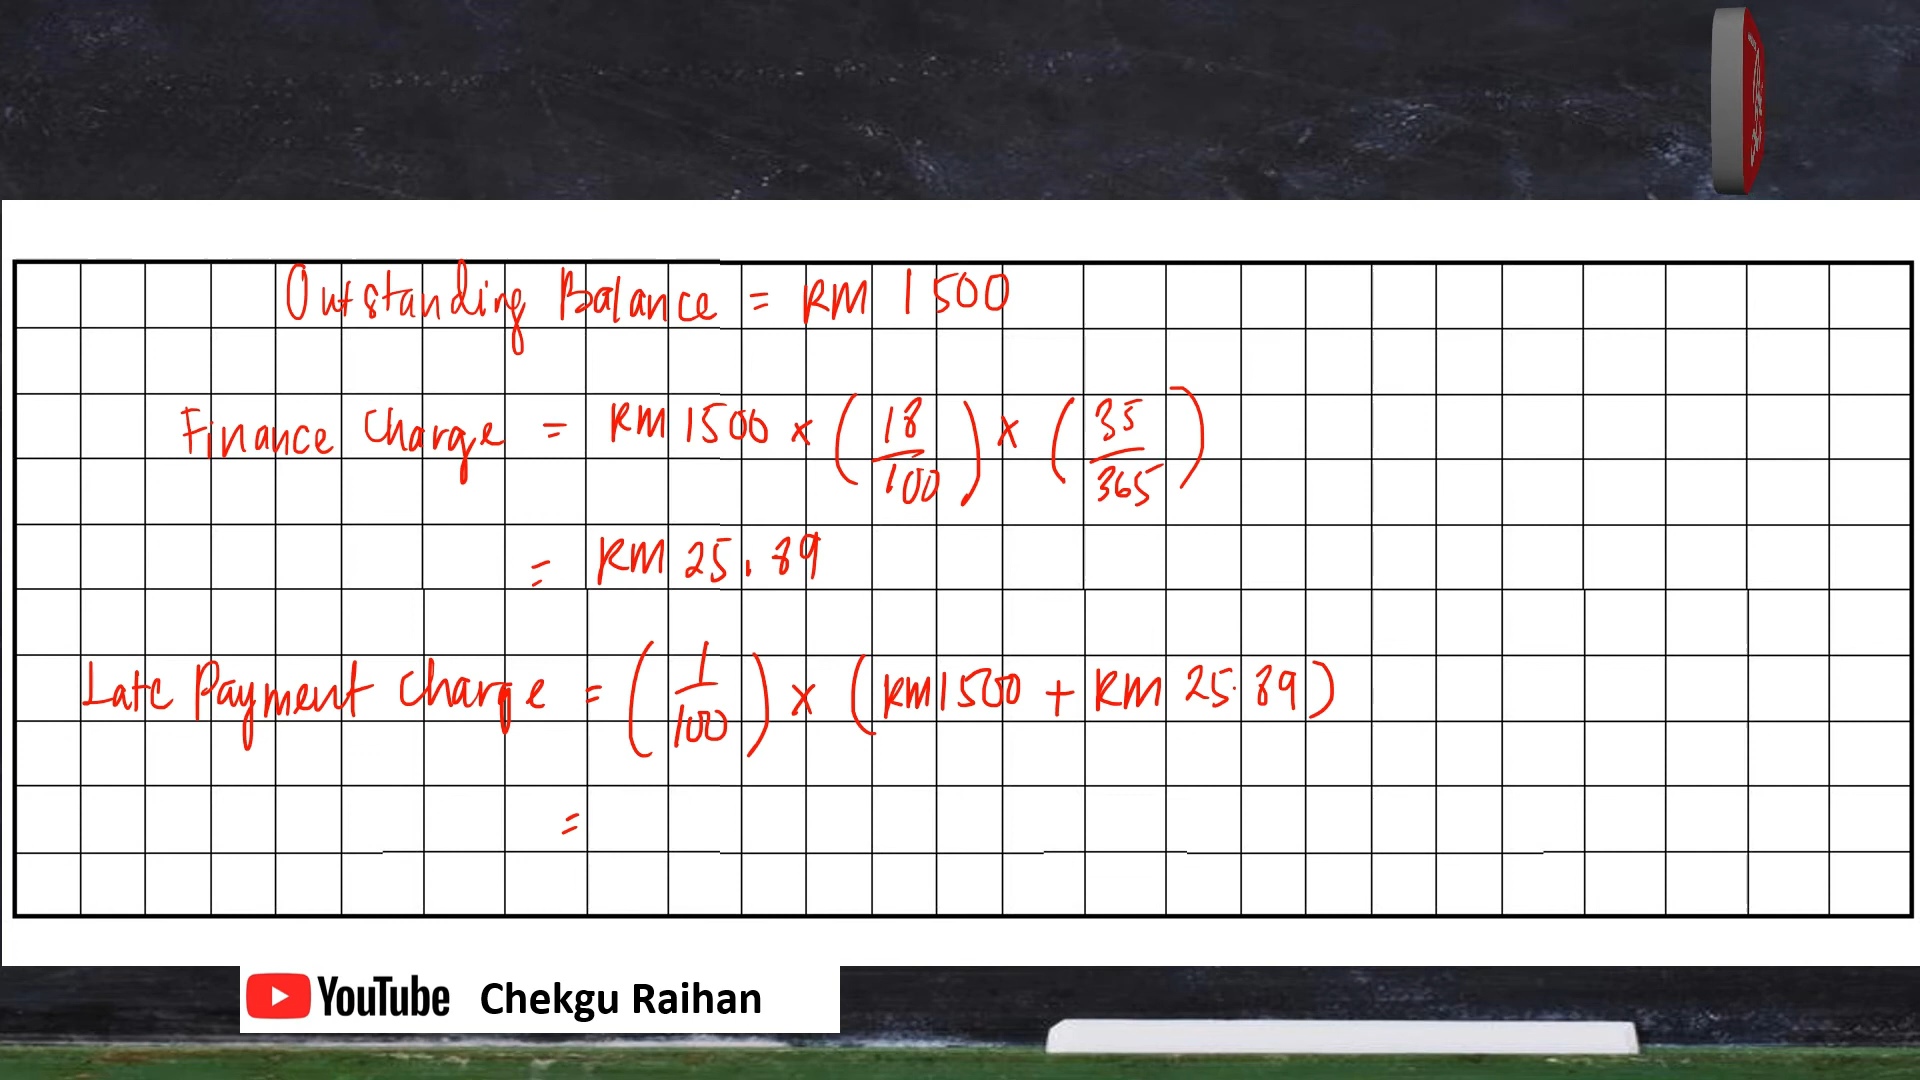 Outstanding Balance = RM 1500
Finance Charge = RM 1500 × (18/100) × (35/365)
= RM 25.89
Late Payment Charge = (1/100) × (RM1500 + RM 25.89)
=
YouTube Chekgu Raihan